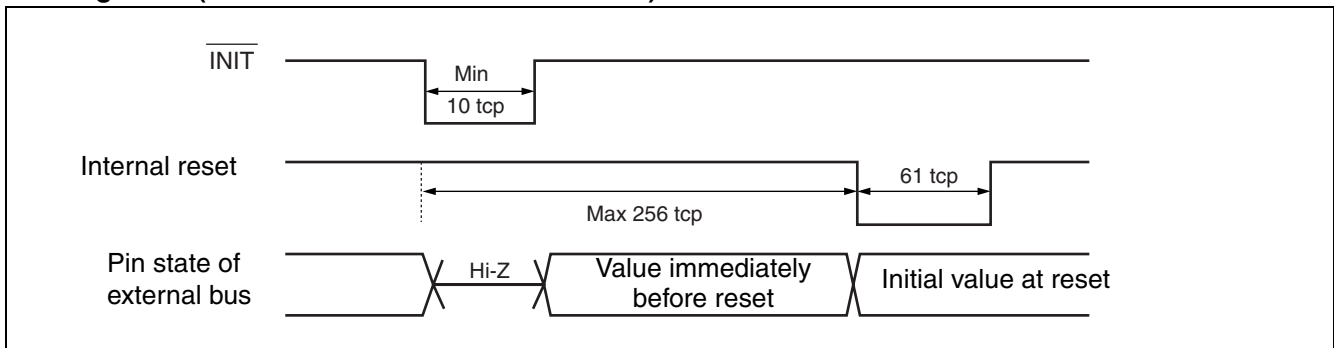 INIT
Min
10 tcp
Internal reset
61 tcp
Max 256 tcp
Pin state of
external bus
Hi-Z
Value immediately
before reset
Initial value at reset